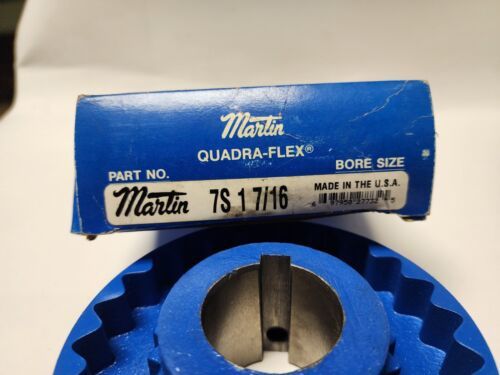 Martin
QUADRA-FLEX®
PART NO. BORE SIZE
Martin 7S 1 7/16 MADE IN THE U.S.A.